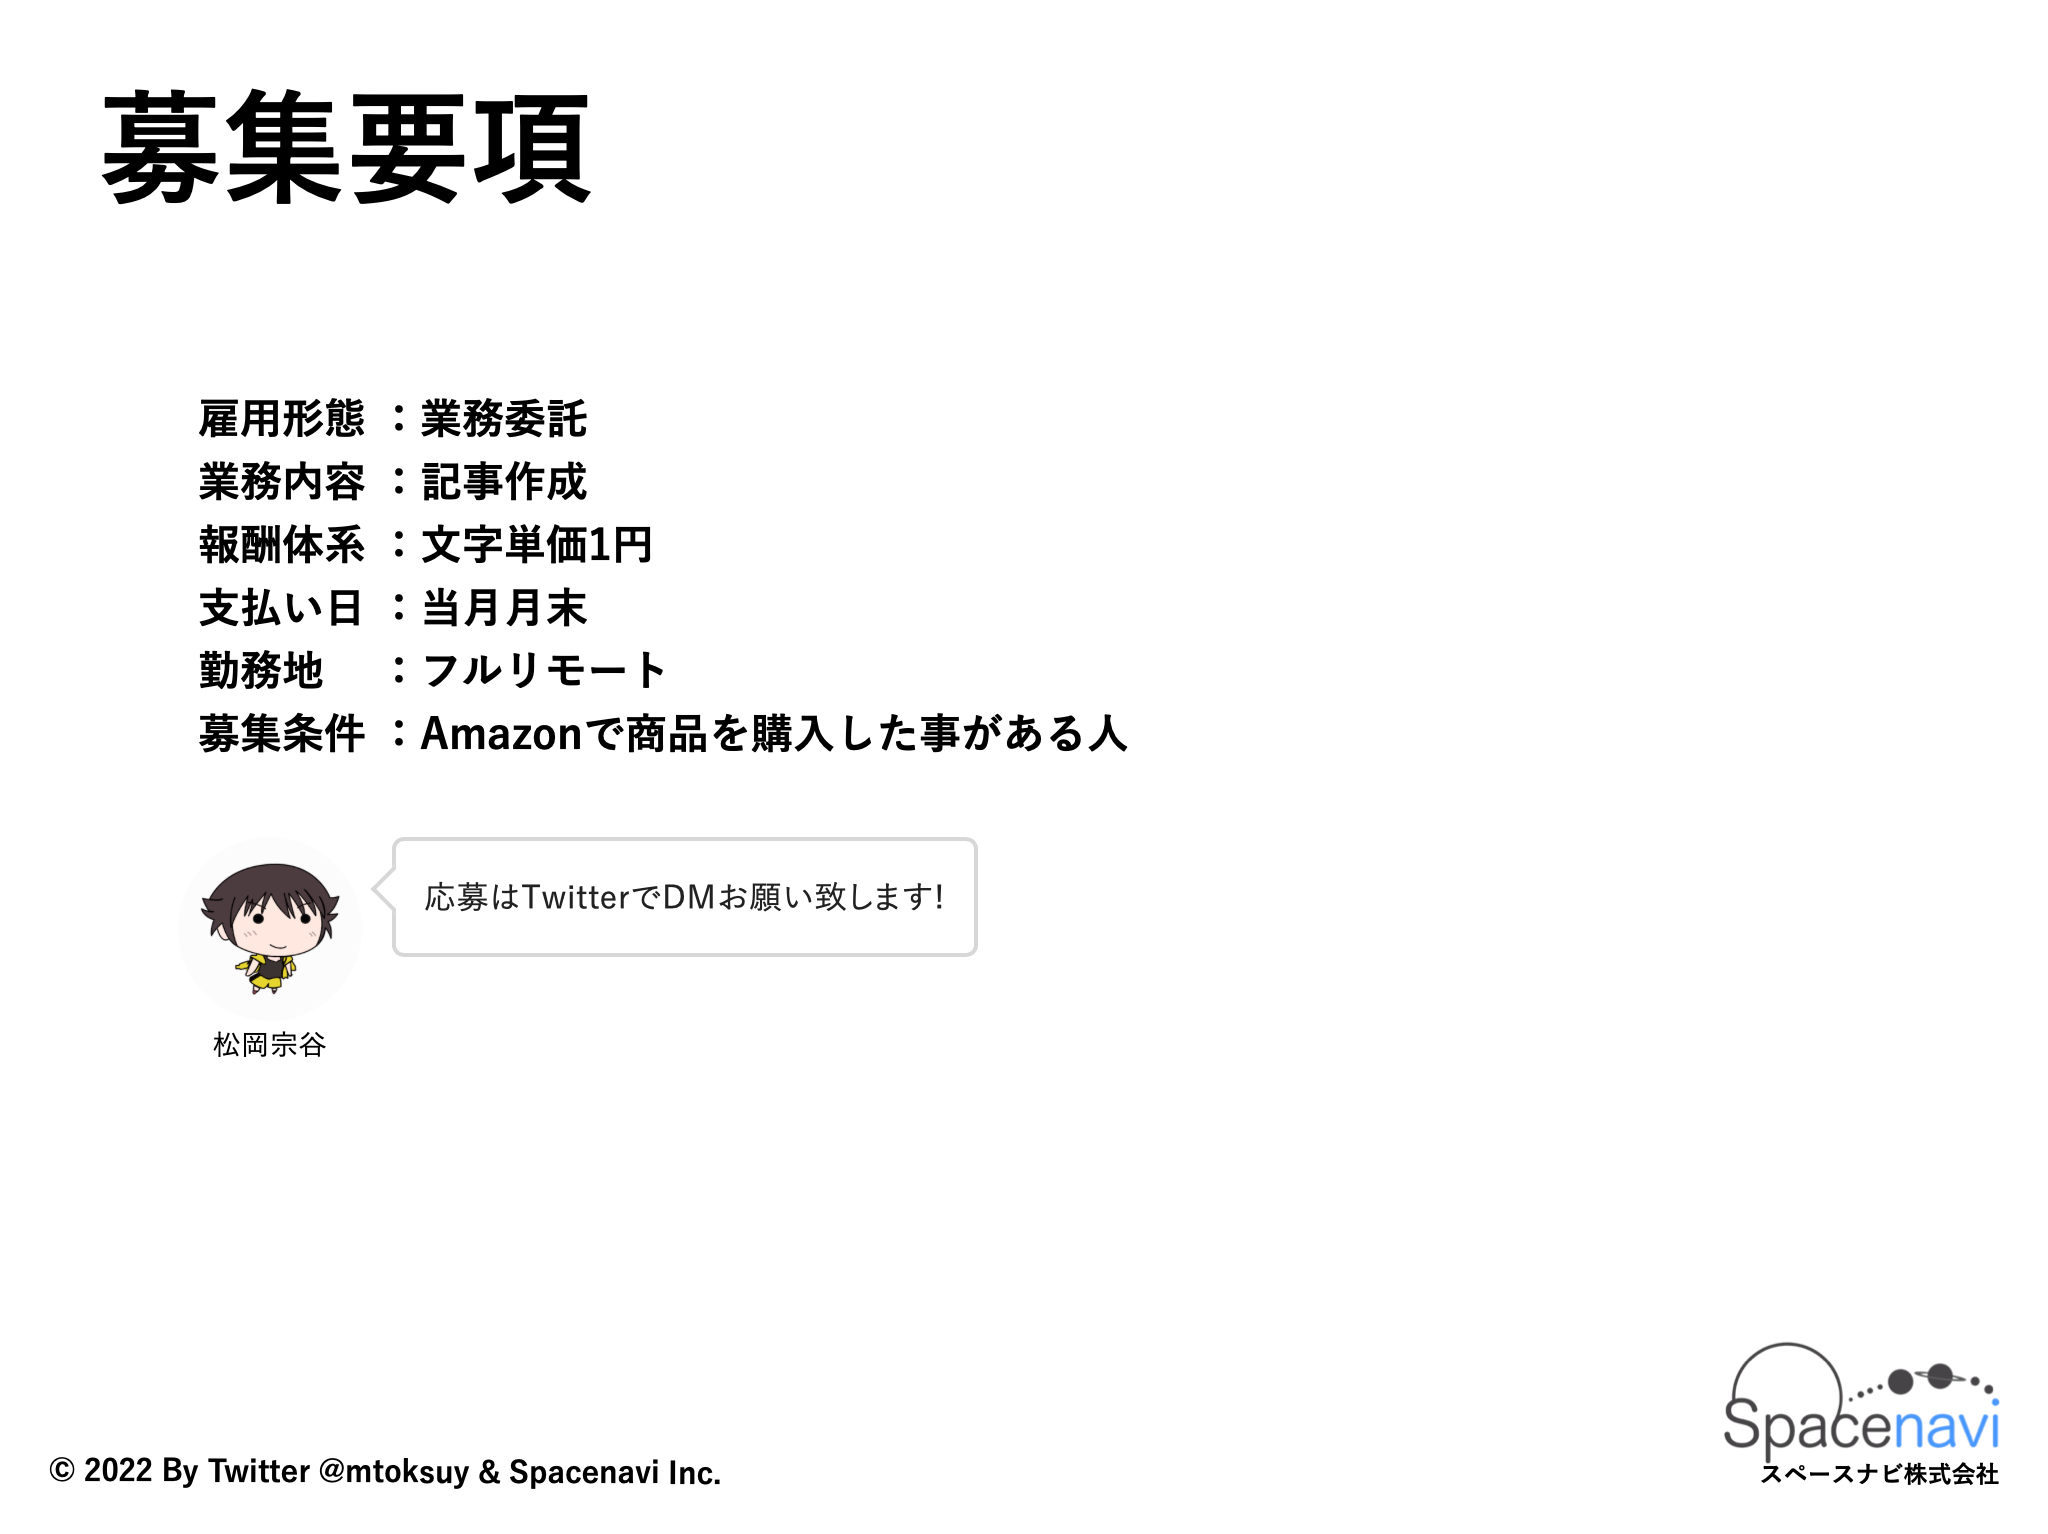 募集要項
雇用形態 ：業務委託
業務内容 ：記事作成
報酬体系 ：文字単価1円
支払い日 ：当月月末
勤務地 ：フルリモート
募集条件 ：Amazonで商品を購入した事がある人
応募はTwitterでDMお願い致します!
松岡宗谷
Spacenavi
スペースナビ株式会社
© 2022 By Twitter @mtoksuy & Spacenavi Inc.